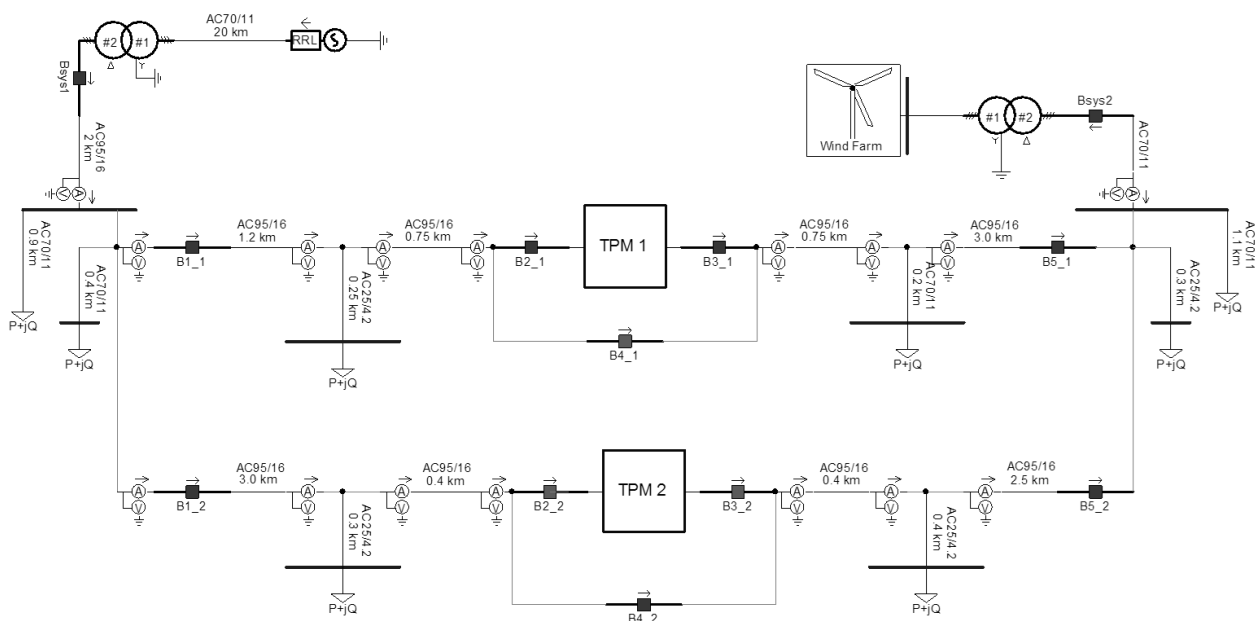 AC70/11
20 km
#2
#1
Y
Δ
RRL
S
Bsys1
AC95/16
2 km
V
A
Wind Farm
#1
#2
Y
Δ
Bsys2
AC70/11
V
A
AC70/11
0.9 km
P+jQ
AC70/11
0.4 km
P+jQ
A
V
B1_1
AC95/16
1.2 km
A
V
AC25/4.2
0.25 km
P+jQ
A
V
AC95/16
0.75 km
A
V
B2_1
TPM 1
B3_1
B4_1
A
V
AC95/16
0.75 km
A
V
AC70/11
0.2 km
P+jQ
A
V
AC95/16
3.0 km
B5_1
AC25/4.2
0.3 km
P+jQ
AC70/11
1.1 km
P+jQ
A
V
B1_2
AC95/16
3.0 km
A
V
AC25/4.2
0.3 km
P+jQ
A
V
AC95/16
0.4 km
A
V
B2_2
TPM 2
B3_2
B4_2
A
V
AC95/16
0.4 km
A
V
AC25/4.2
0.4 km
P+jQ
A
V
AC95/16
2.5 km
B5_2